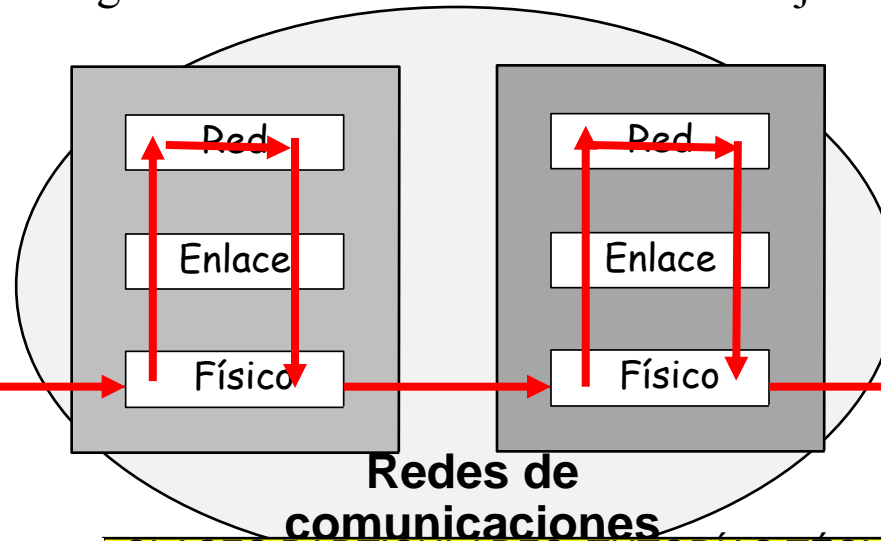 Red
Red
Enlace
Enlace
Físico
Físico
Redes de
comunicaciones